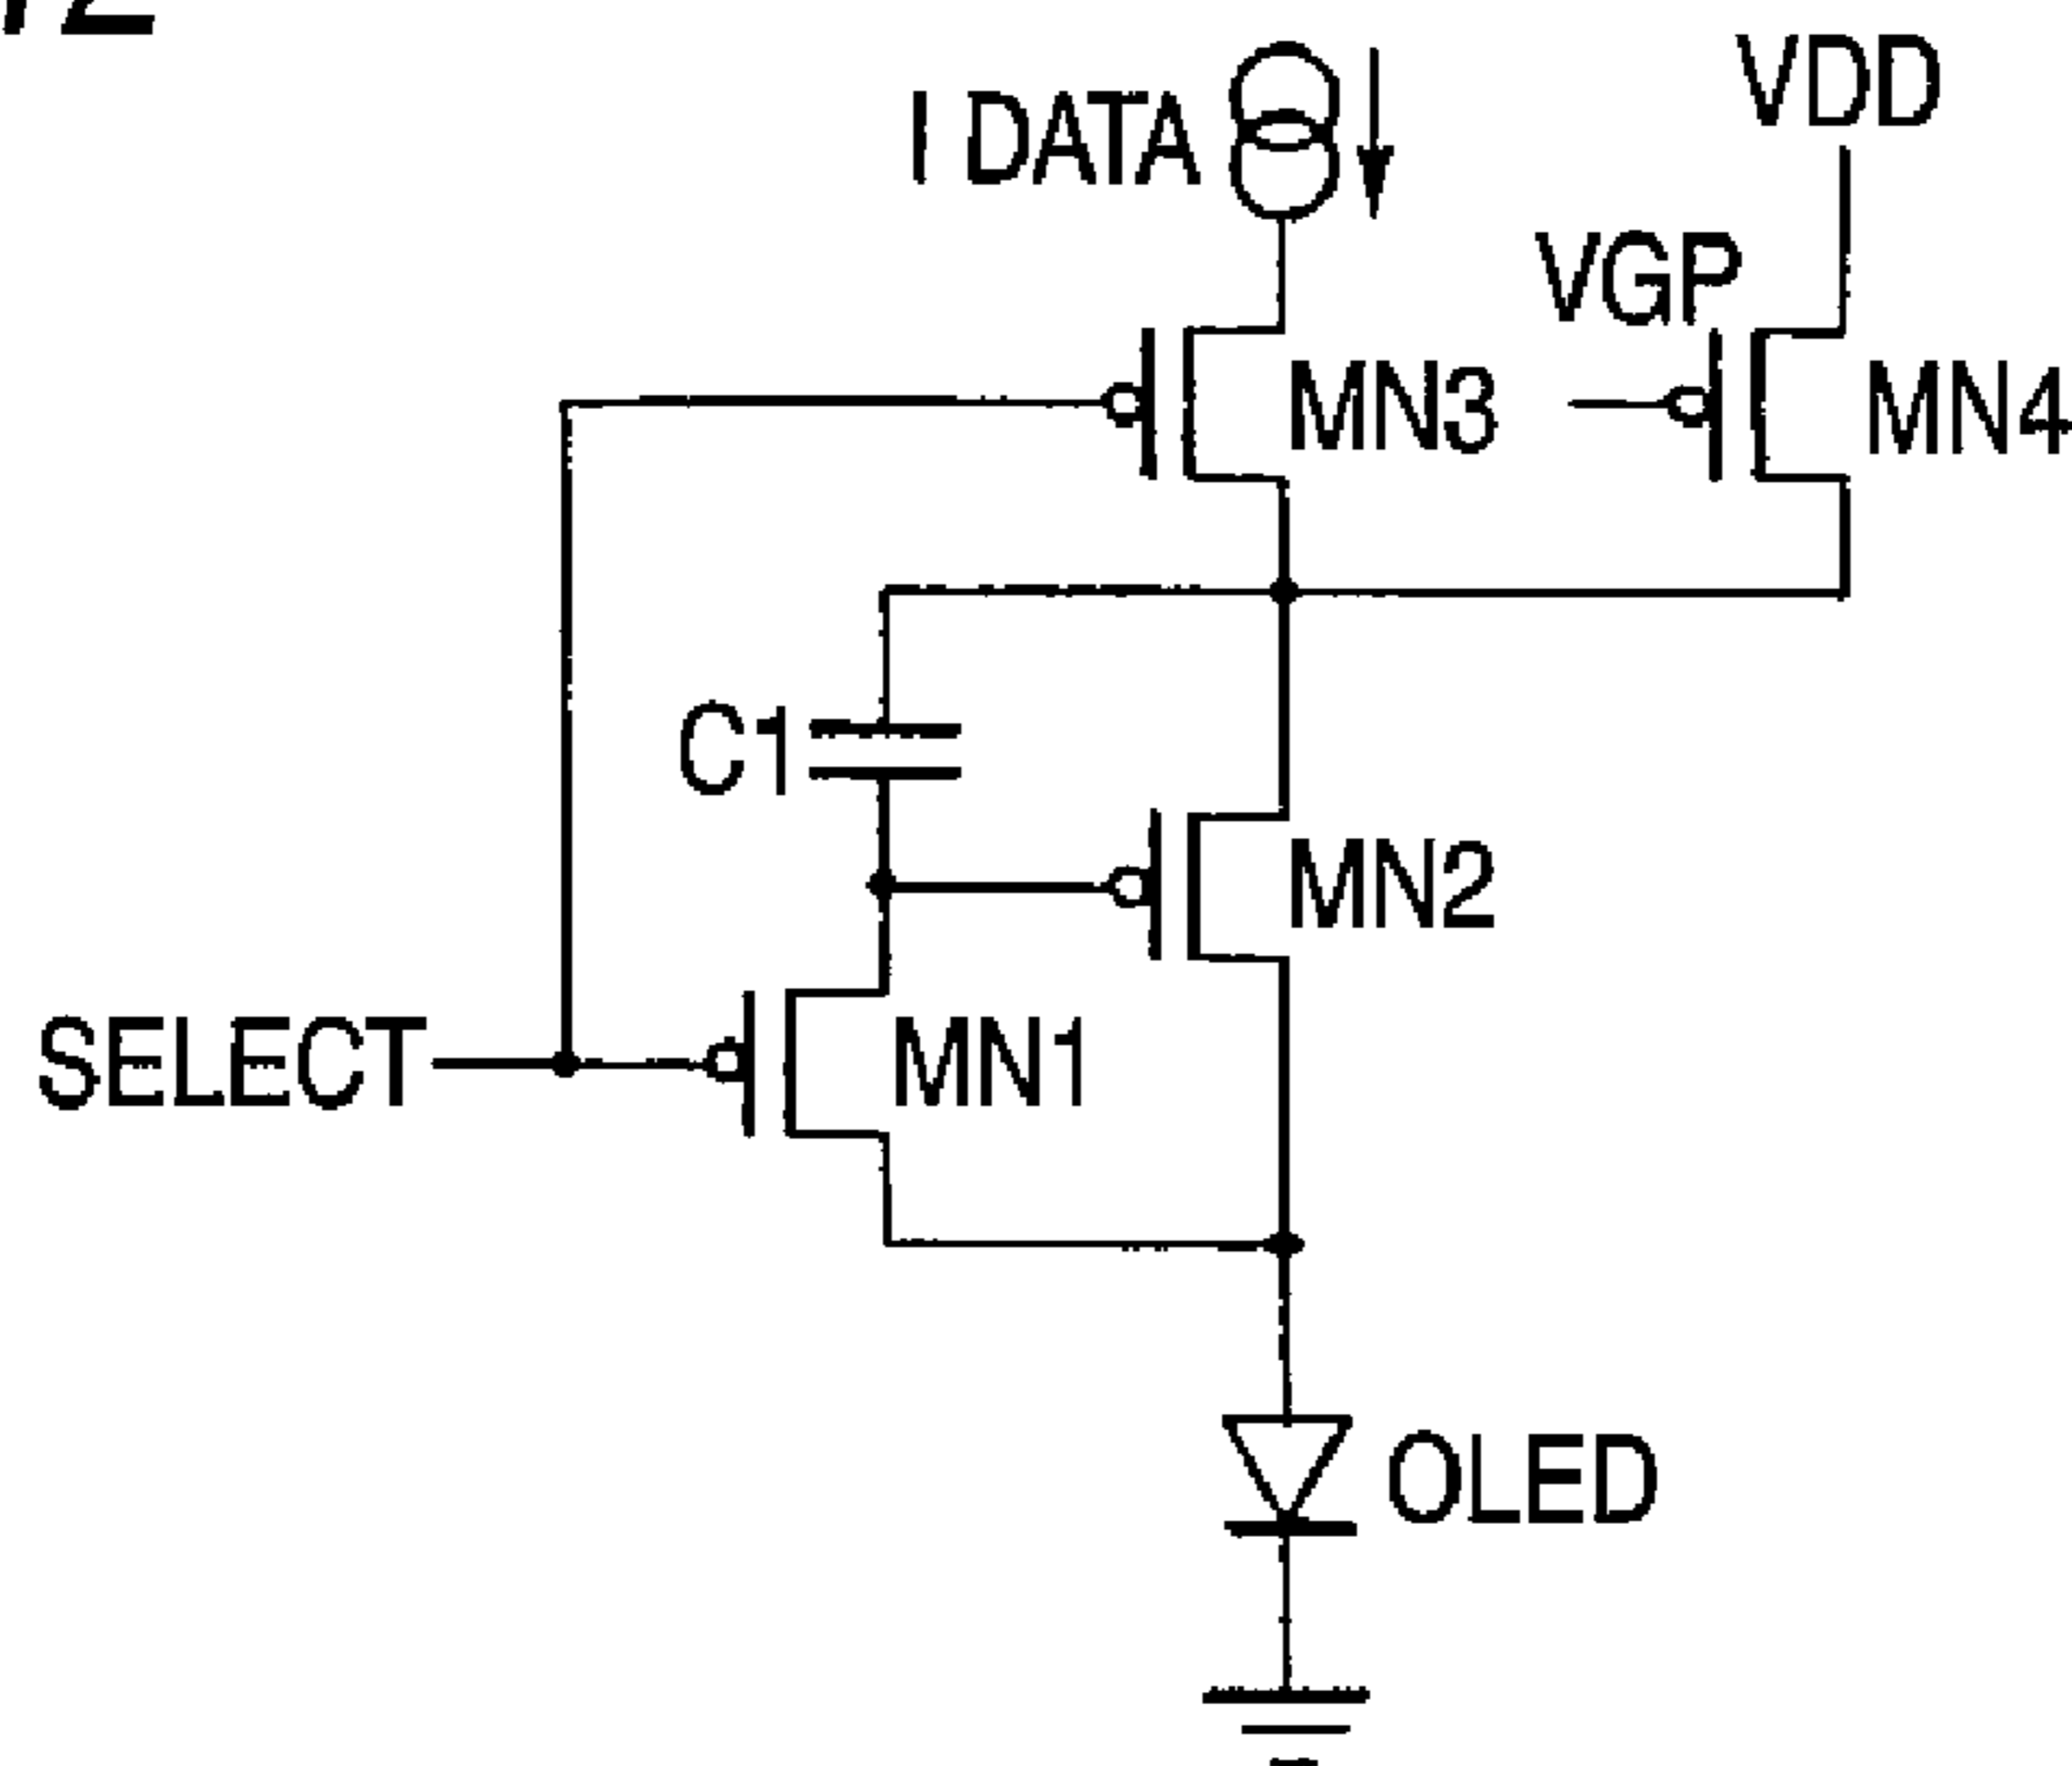 I DATA
VDD
VGP
MN3
MN4
C1
MN2
SELECT
MN1
OLED